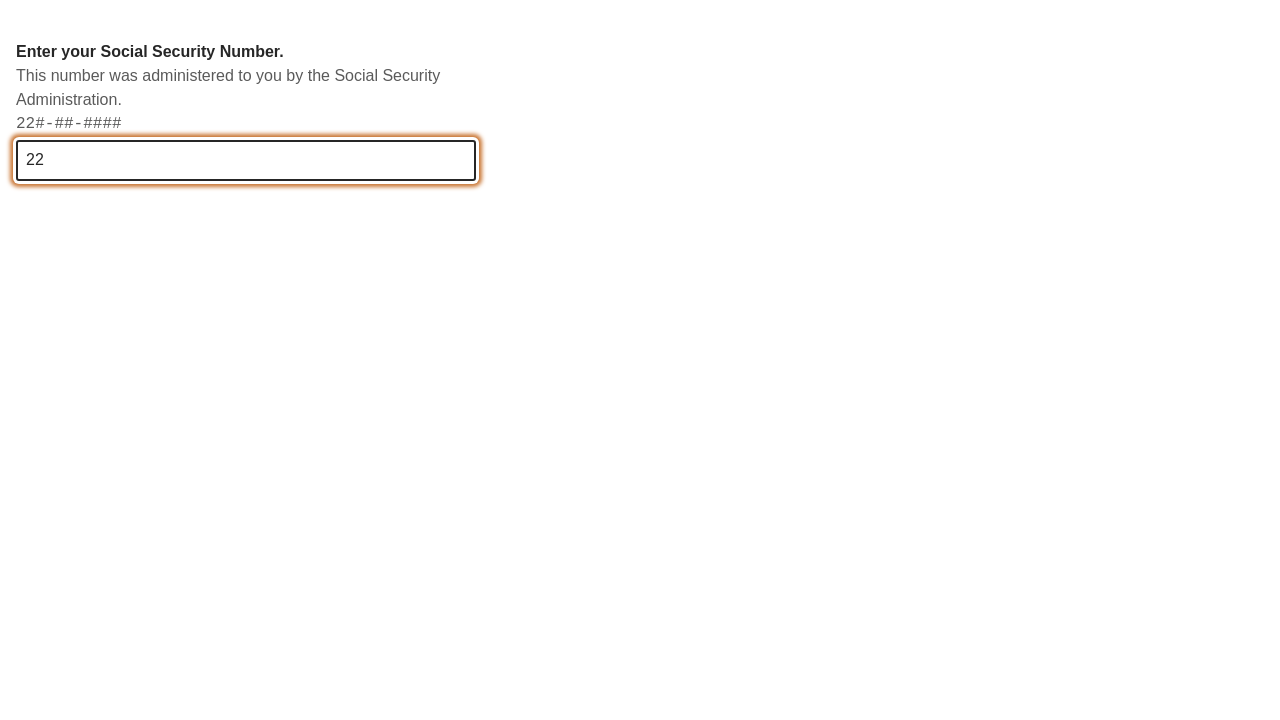 Enter your Social Security Number.
This number was administered to you by the Social Security
Administration.
22#-##-####
22